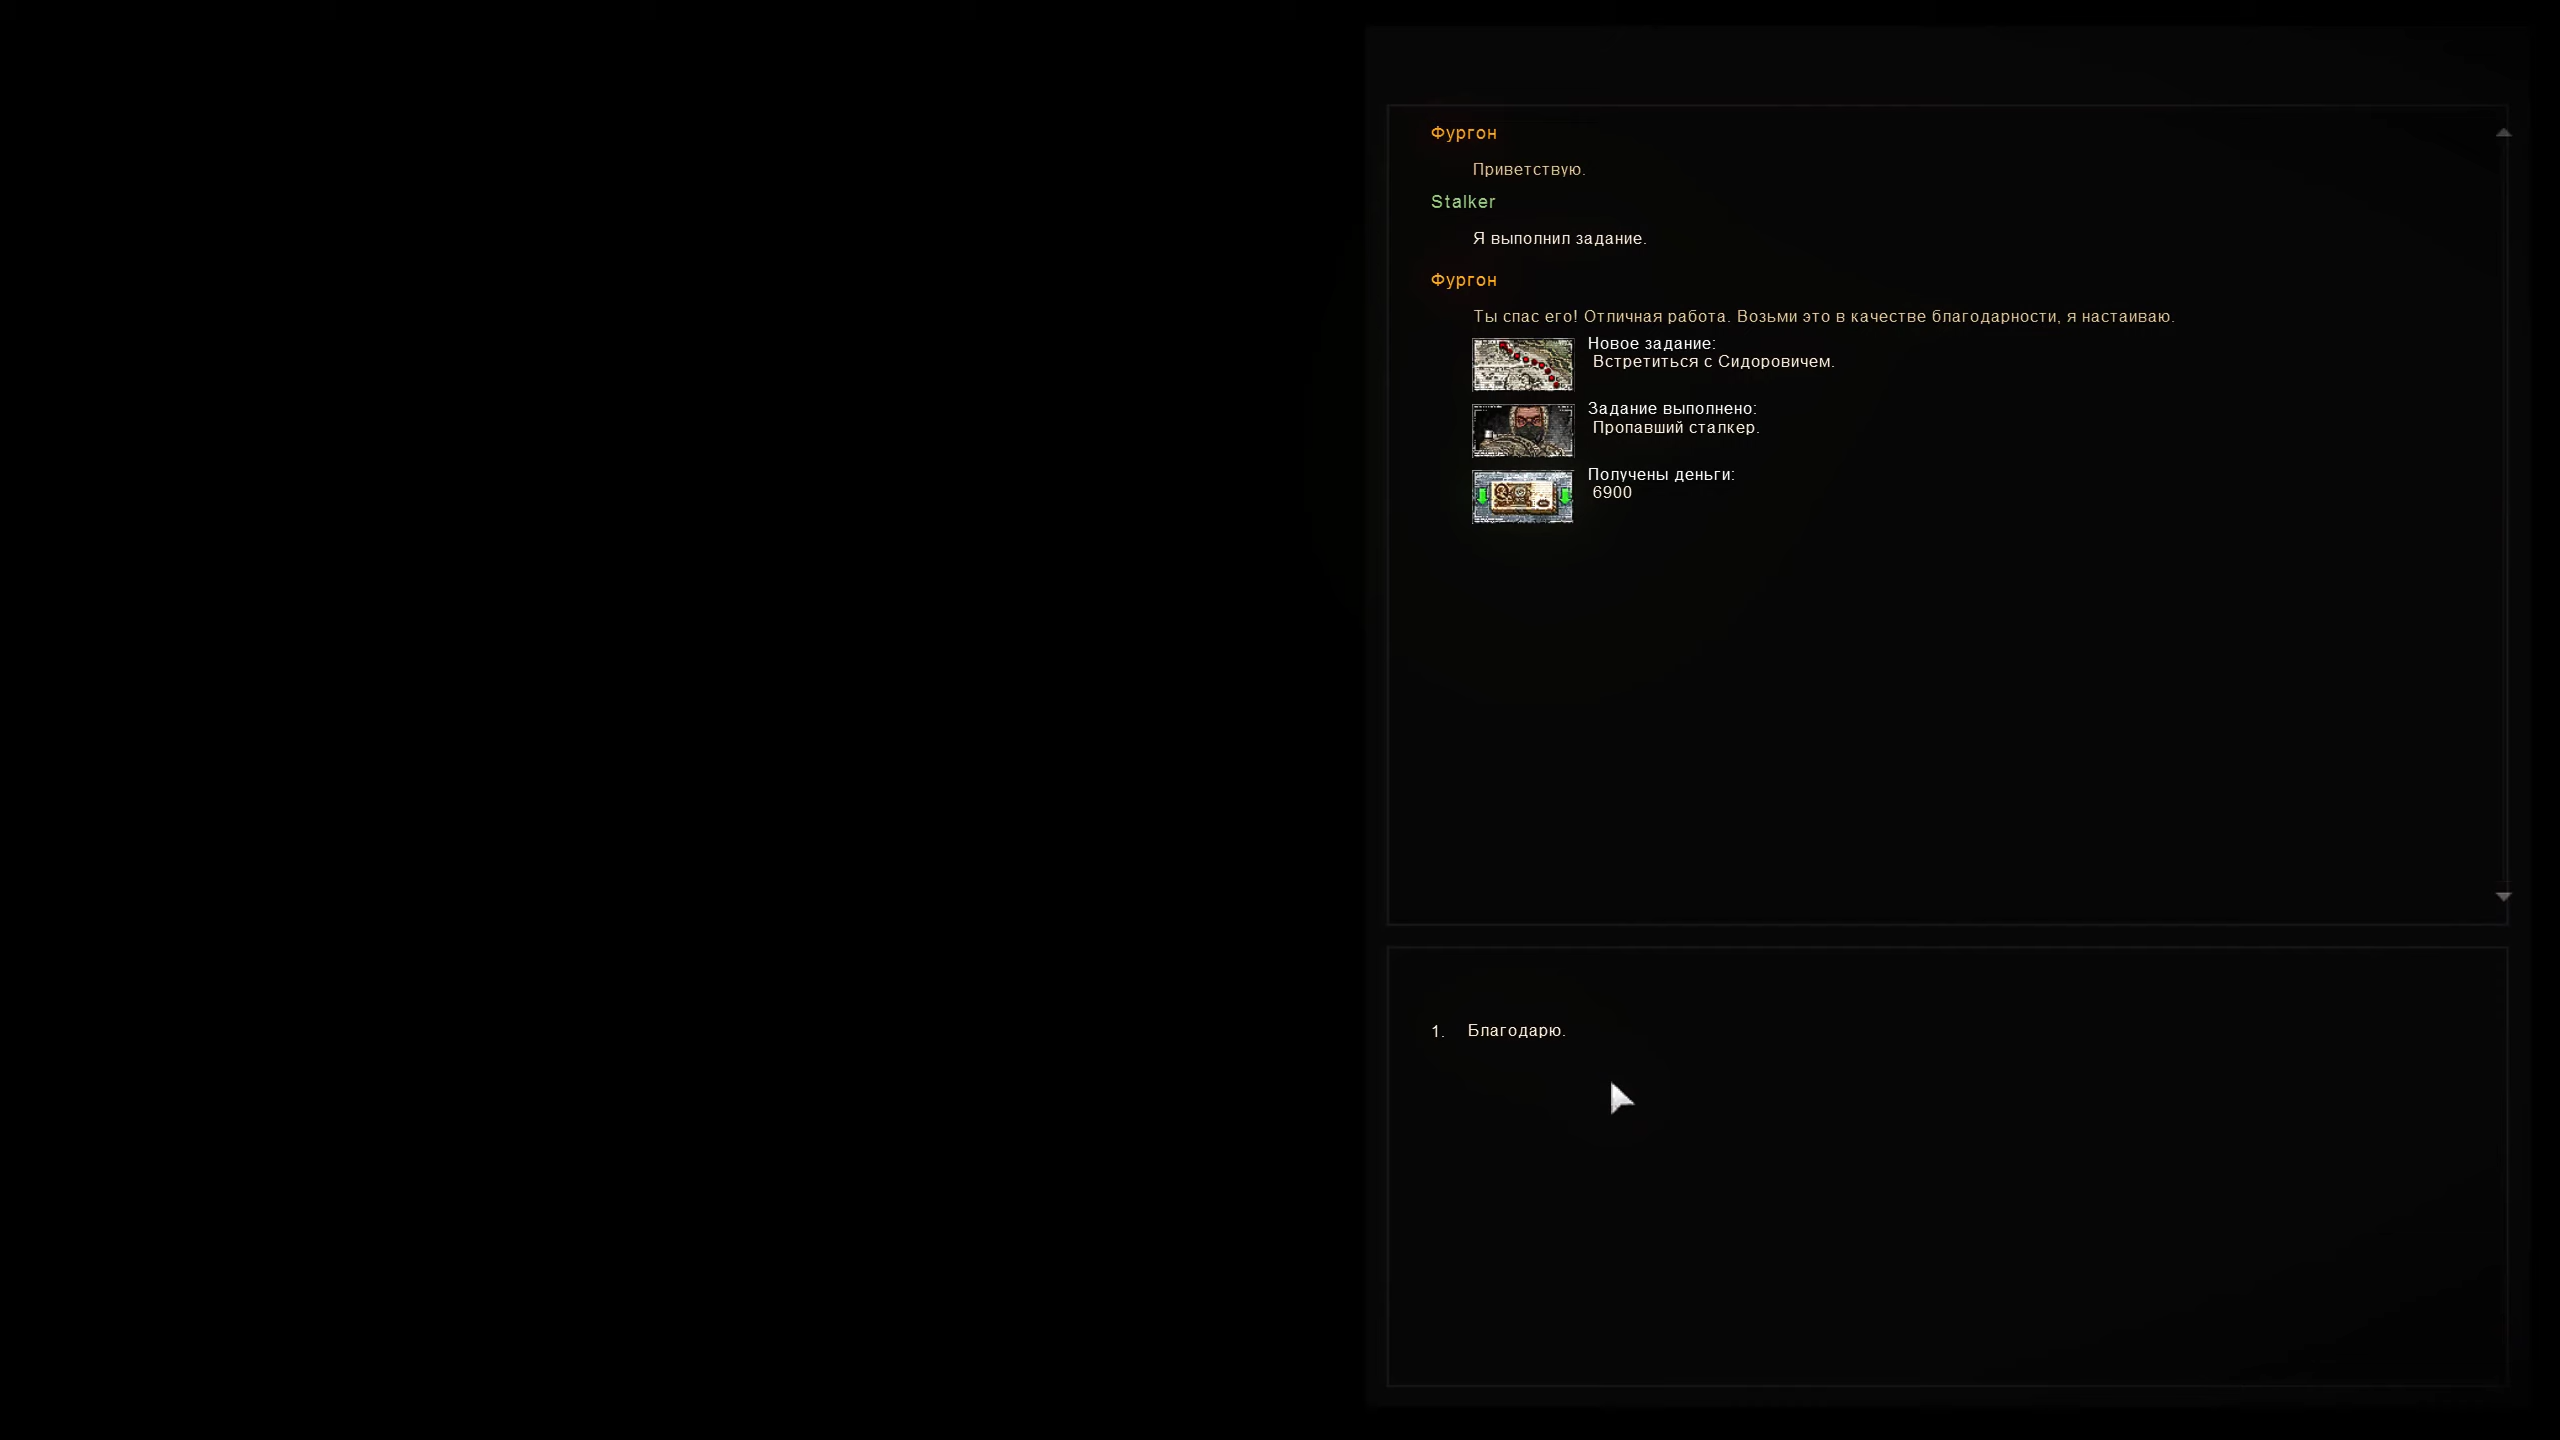 Фургон
Приветствую.
Stalker
Я выполнил задание.
Фургон
Ты спас его! Отличная работа. Возьми это в качестве благодарности, я настаиваю.
Новое задание:
Встретиться с Сидоровичем.
Задание выполнено:
Пропавший сталкер.
Получены деньги:
6900
1. Благодарю.